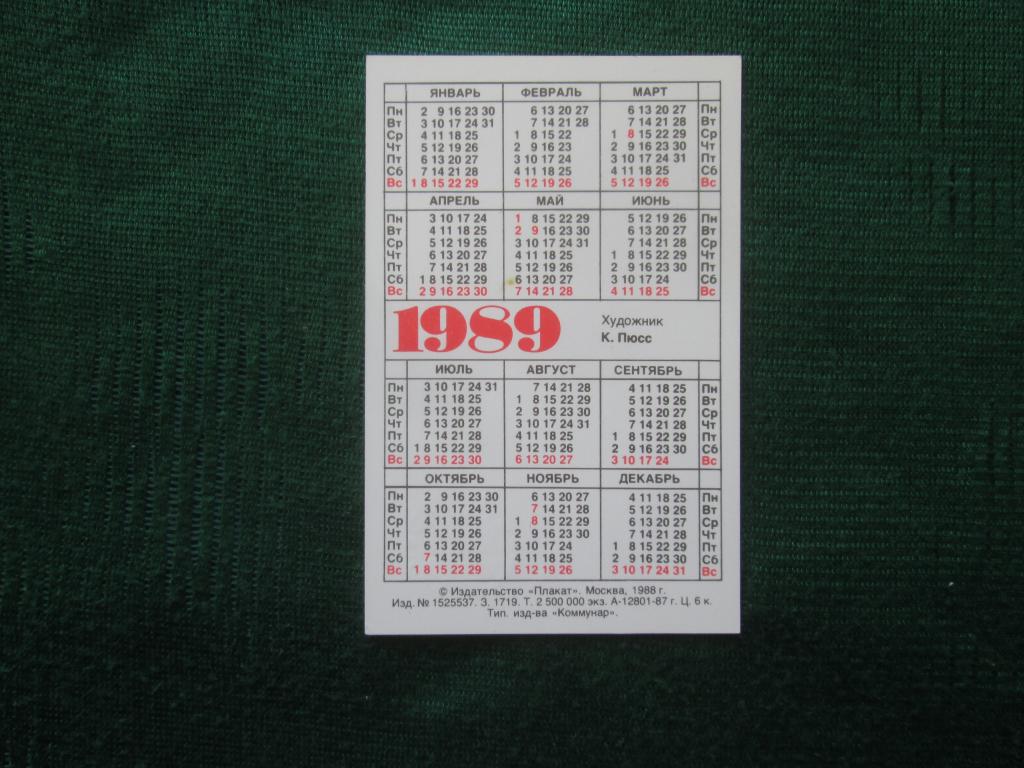 ЯНВАРЬ ФЕВРАЛЬ МАРТ
Пн 2 9 16 23 30 6 13 20 27 6 13 20 27 Пн
Вт 3 10 17 24 31 7 14 21 28 7 14 21 28 Вт
Ср 4 11 18 25 1 8 15 22 1 8 15 22 29 Ср
Чт 5 12 19 26 2 9 16 23 2 9 16 23 30 Чт
Пт 6 13 20 27 3 10 17 24 3 10 17 24 31 Пт
Сб 7 14 21 28 4 11 18 25 4 11 18 25 Сб
Вс 1 8 15 22 29 5 12 19 26 5 12 19 26 Вс
АПРЕЛЬ МАЙ ИЮНЬ
Пн 3 10 17 24 1 8 15 22 29 5 12 19 26 Пн
Вт 4 11 18 25 2 9 16 23 30 6 13 20 27 Вт
Ср 5 12 19 26 3 10 17 24 31 7 14 21 28 Ср
Чт 6 13 20 27 4 11 18 25 1 8 15 22 29 Чт
Пт 7 14 21 28 5 12 19 26 2 9 16 23 30 Пт
Сб 1 8 15 22 29 6 13 20 27 3 10 17 24 Сб
Вс 2 9 16 23 30 7 14 21 28 4 11 18 25 Вс
1989
Художник
К. Пюсс
ИЮЛЬ АВГУСТ СЕНТЯБРЬ
Пн 3 10 17 24 31 7 14 21 28 4 11 18 25 Пн
Вт 4 11 18 25 1 8 15 22 29 5 12 19 26 Вт
Ср 5 12 19 26 2 9 16 23 30 6 13 20 27 Ср
Чт 6 13 20 27 3 10 17 24 31 7 14 21 28 Чт
Пт 7 14 21 28 4 11 18 25 1 8 15 22 29 Пт
Сб 1 8 15 22 29 5 12 19 26 2 9 16 23 30 Сб
Вс 2 9 16 23 30 6 13 20 27 3 10 17 24 Вс
ОКТЯБРЬ НОЯБРЬ ДЕКАБРЬ
Пн 2 9 16 23 30 6 13 20 27 4 11 18 25 Пн
Вт 3 10 17 24 31 7 14 21 28 5 12 19 26 Вт
Ср 4 11 18 25 1 8 15 22 29 6 13 20 27 Ср
Чт 5 12 19 26 2 9 16 23 30 7 14 21 28 Чт
Пт 6 13 20 27 3 10 17 24 1 8 15 22 29 Пт
Сб 7 14 21 28 4 11 18 25 2 9 16 23 30 Сб
Вс 1 8 15 22 29 5 12 19 26 3 10 17 24 31 Вс
© Издательство «Плакат». Москва, 1988 г.
Изд. № 1525537. З. 1719. Т. 2 500 000 экз. А-12801-87 г. Ц. 6 к.
Тип. изд-ва «Коммунар».